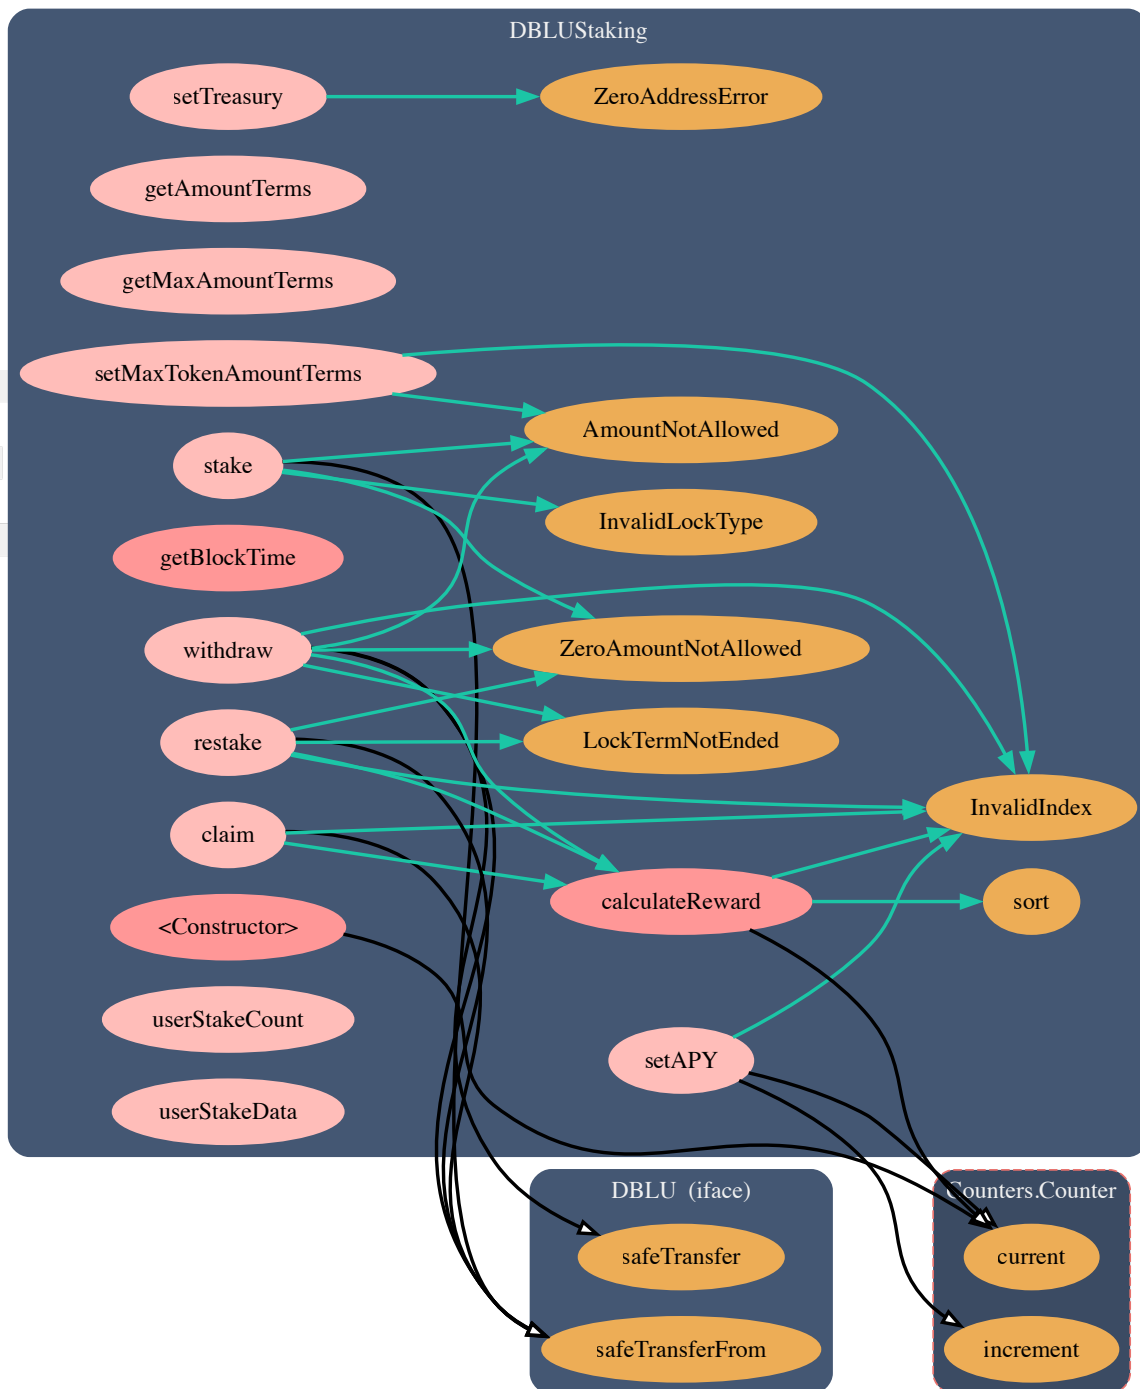 DBLUStaking
setTreasury
ZeroAddressError
getAmountTerms
getMaxAmountTerms
setMaxTokenAmountTerms
AmountNotAllowed
stake
InvalidLockType
getBlockTime
withdraw
ZeroAmountNotAllowed
restake
LockTermNotEnded
InvalidIndex
claim
calculateReward
sort
<Constructor>
userStakeCount
setAPY
userStakeData
DBLU  (iface)
Counters.Counter
safeTransfer
current
safeTransferFrom
increment